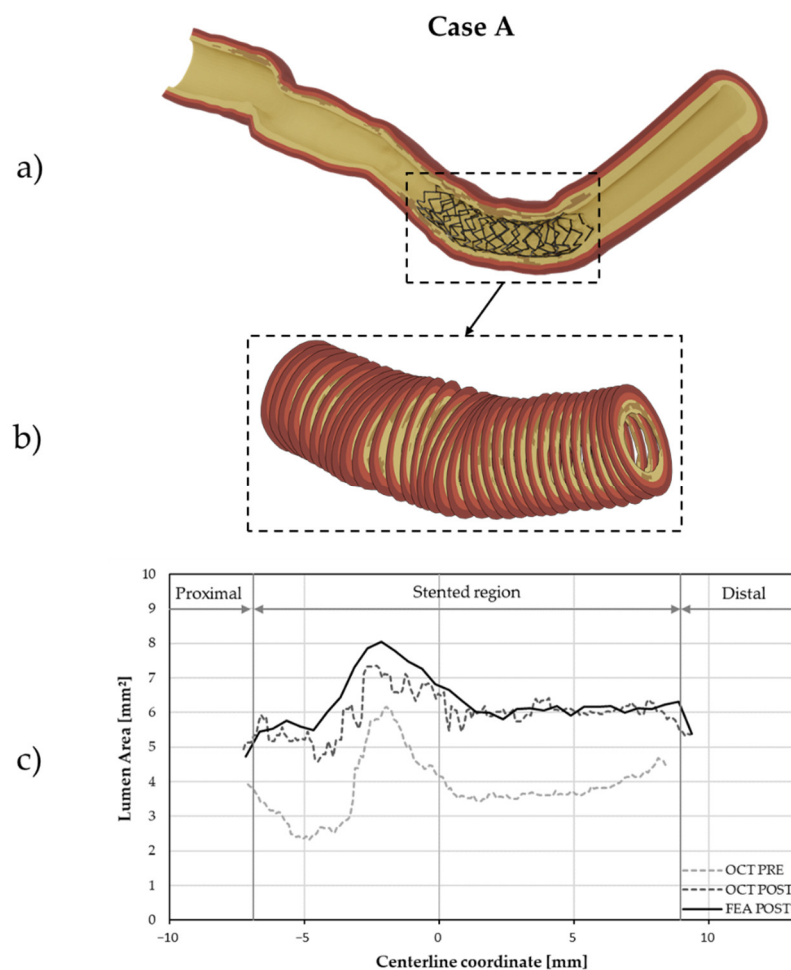 Case A
a)
b)
c)
10
9
8
7
6
5
4
3
2
1
0
Lumen Area [mm²]
Proximal
Stented region
Distal
OCT PRE
OCT POST
FEA POST
−10
−5
0
5
10
Centerline coordinate [mm]